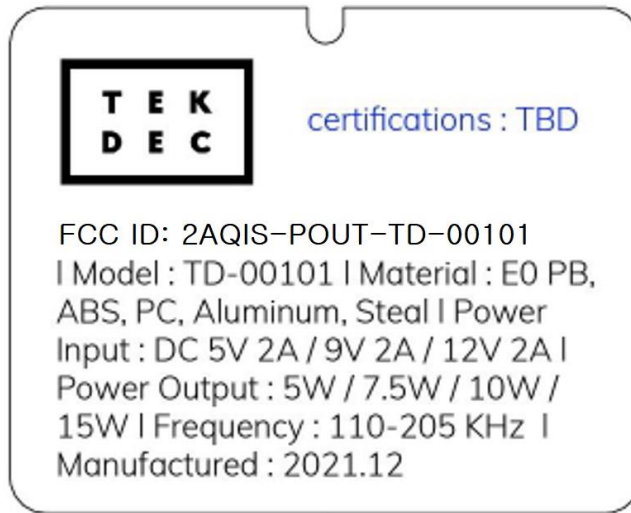 TEK
DEC
certifications : TBD
FCC ID: 2AQIS-POUT-TD-00101
| Model : TD-00101 | Material : E0 PB,
ABS, PC, Aluminum, Steal | Power
Input : DC 5V 2A / 9V 2A / 12V 2A |
Power Output : 5W / 7.5W / 10W /
15W | Frequency : 110-205 KHz |
Manufactured : 2021.12